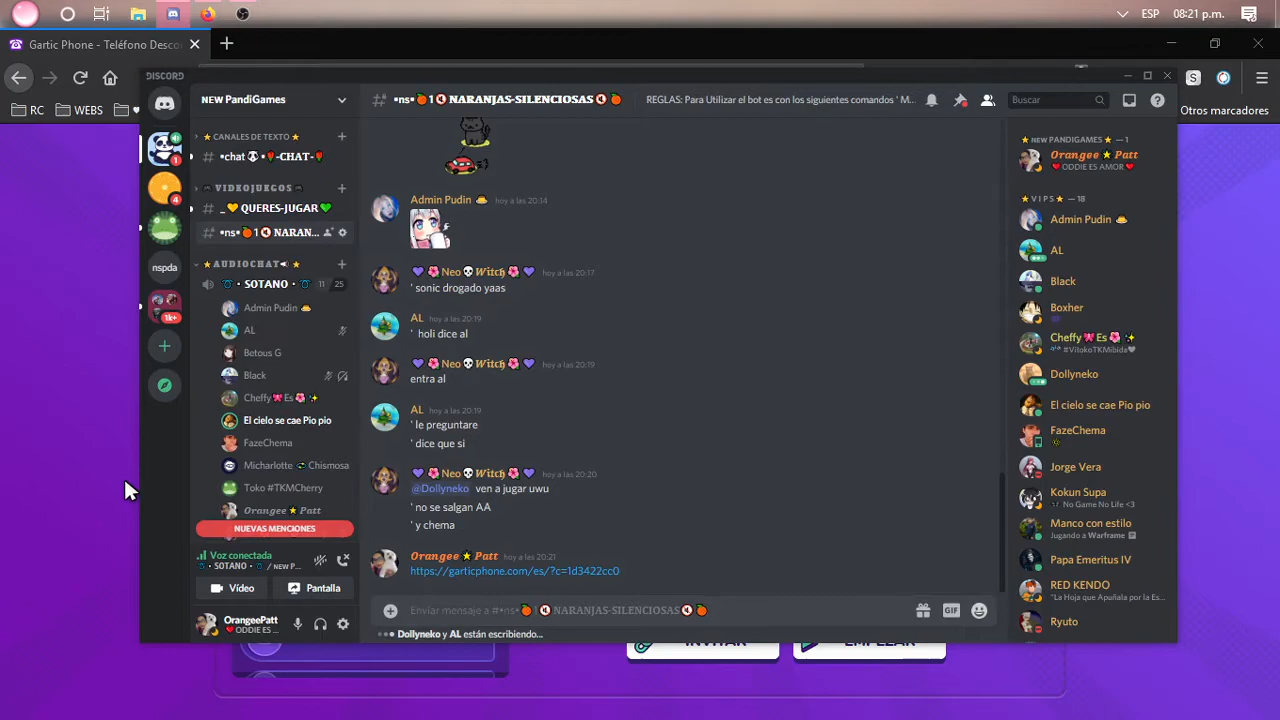 ESP 08:21 p.m.
Gartic Phone - Teléfono Desco
RC
WEBS
Otros marcadores
DISCORD
NEW PandiGames
•ns•🍊1🔇NARANJAS-SILENCIOSAS🔇🍊
REGLAS: Para Utilizar el bot es con los siguientes comandos ' M...
Buscar
⭐CANALES DE TEXTO⭐
•chat🐼•🌹-CHAT-🌹
🎮VIDEOJUEGOS🎮
_💛QUERES-JUGAR💚
•ns•🍊1🔇NARAN...
⭐AUDIOCHAT📢⭐
SOTANO 11 25
Admin Pudin 🍮
AL
Betous G
Black
Cheffy🎀Es🌸✨
El cielo se cae Pio pio
FazeChema
Micharlotte Chismosa
Toko #TKMCherry
Orangee⭐Patt
NUEVAS MENCIONES
Voz conectada
SOTANO / NEW P...
Vídeo
Pantalla
OrangeePatt
❤️ODDIE ES ...
nspda
1
4
1k+
Admin Pudin 🍮 hoy a las 20:14
💜🌸Neo💀Witch🌸💜 hoy a las 20:17
' sonic drogado yaas
AL hoy a las 20:19
' holi dice al
💜🌸Neo💀Witch🌸💜 hoy a las 20:19
entra al
AL hoy a las 20:19
' le preguntare
' dice que si
💜🌸Neo💀Witch🌸💜 hoy a las 20:20
@Dollyneko ven a jugar uwu
' no se salgan AA
' y chema
Orangee⭐Patt hoy a las 20:21
https://garticphone.com/es/?c=1d3422cc0
Enviar mensaje a #•ns•🍊1🔇NARANJAS-SILENCIOSAS🔇🍊
GIF
Dollyneko y AL están escribiendo...
⭐NEW PANDIGAMES⭐ — 1
Orangee⭐Patt
❤️ODDIE ES AMOR❤️
⭐VIPS⭐ — 18
Admin Pudin 🍮
AL
Black
Boxher
Cheffy🎀Es🌸✨
#VitokoTKMibida🖤
Dollyneko
El cielo se cae Pio pio
FazeChema
Jorge Vera
Kokun Supa
No Game No Life <3
Manco con estilo
Jugando a Warframe
Papa Emeritus IV
RED KENDO
"La Hoja que Apuñala por la Es...
Ryuto